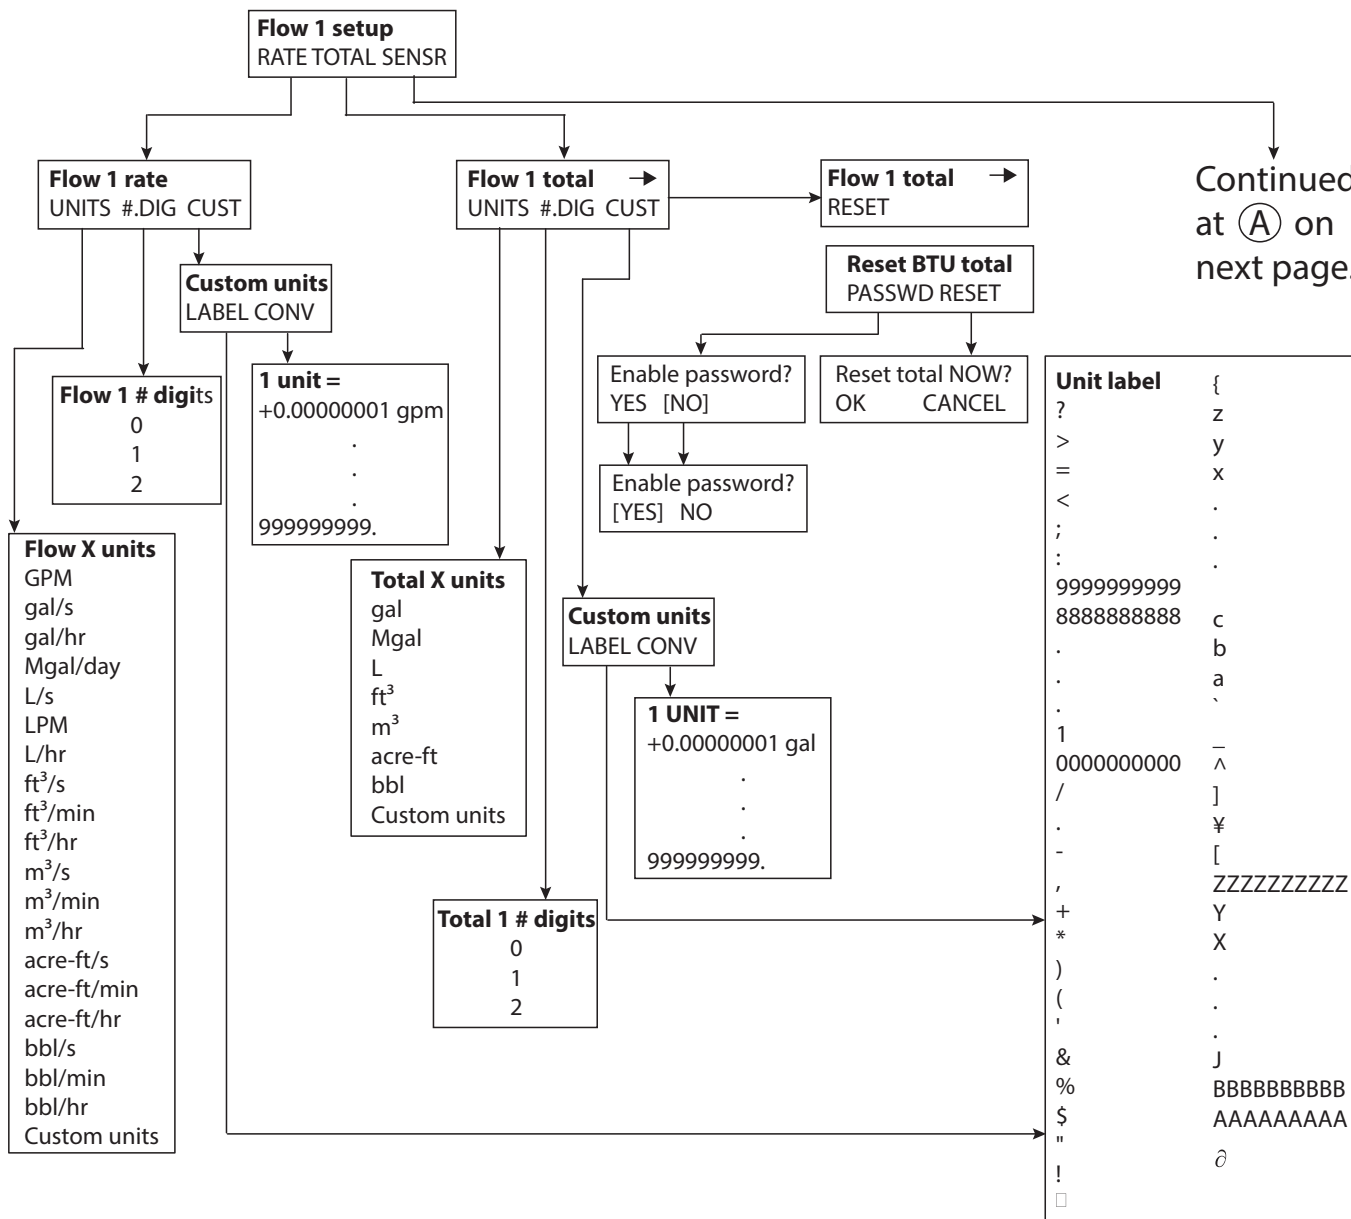 Flow 1 setup
RATE TOTAL SENSR
Flow 1 rate
UNITS #.DIG CUST
Flow 1 total
UNITS #.DIG CUST
Flow 1 total
RESET
Continued
at A on
next page.
Custom units
LABEL CONV
Reset BTU total
PASSWD RESET
Flow 1 # digits
0
1
2
1 unit =
+0.00000001 gpm
.
.
.
999999999.
Enable password?
YES [NO]
Reset total NOW?
OK CANCEL
Enable password?
[YES] NO
Flow X units
GPM
gal/s
gal/hr
Mgal/day
L/s
LPM
L/hr
ft³/s
ft³/min
ft³/hr
m³/s
m³/min
m³/hr
acre-ft/s
acre-ft/min
acre-ft/hr
bbl/s
bbl/min
bbl/hr
Custom units
Total X units
gal
Mgal
L
ft³
m³
acre-ft
bbl
Custom units
Custom units
LABEL CONV
1 UNIT =
+0.00000001 gal
.
.
.
999999999.
Total 1 # digits
0
1
2
Unit label
?
>
=
<
;
:
9999999999
8888888888
.
.
.
1
0000000000
/
.
-
,
+
*
)
(
'
&
%
$
"
!
□
{
z
y
x
.
.
.
c
b
a
`
_
^
]
¥
[
ZZZZZZZZZZ
Y
X
.
.
.
J
BBBBBBBBBB
AAAAAAAAA
∂